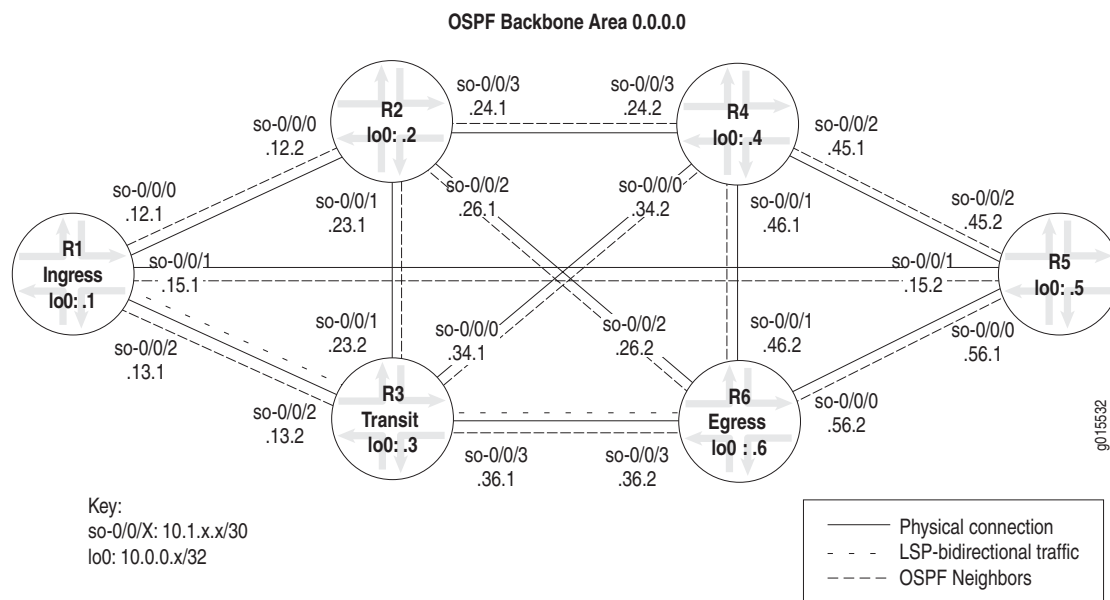 OSPF Backbone Area 0.0.0.0
R2
lo0: .2
so-0/0/3
.24.1
so-0/0/3
.24.2
R4
lo0: .4
so-0/0/0
.12.2
so-0/0/2
.45.1
so-0/0/0
.12.1
so-0/0/1
.23.1
so-0/0/2
.26.1
so-0/0/0
.34.2
so-0/0/1
.46.1
so-0/0/2
.45.2
R1
Ingress
lo0: .1
so-0/0/1
.15.1
so-0/0/1
.15.2
R5
lo0: .5
so-0/0/2
.13.1
so-0/0/1
.23.2
so-0/0/0
.34.1
so-0/0/2
.26.2
so-0/0/1
.46.2
so-0/0/0
.56.1
so-0/0/2
.13.2
R3
Transit
lo0: .3
so-0/0/3
.36.1
so-0/0/3
.36.2
R6
Egress
lo0 : .6
so-0/0/0
.56.2
g015532
Key:
so-0/0/X: 10.1.x.x/30
lo0: 10.0.0.x/32
Physical connection
LSP-bidirectional traffic
OSPF Neighbors